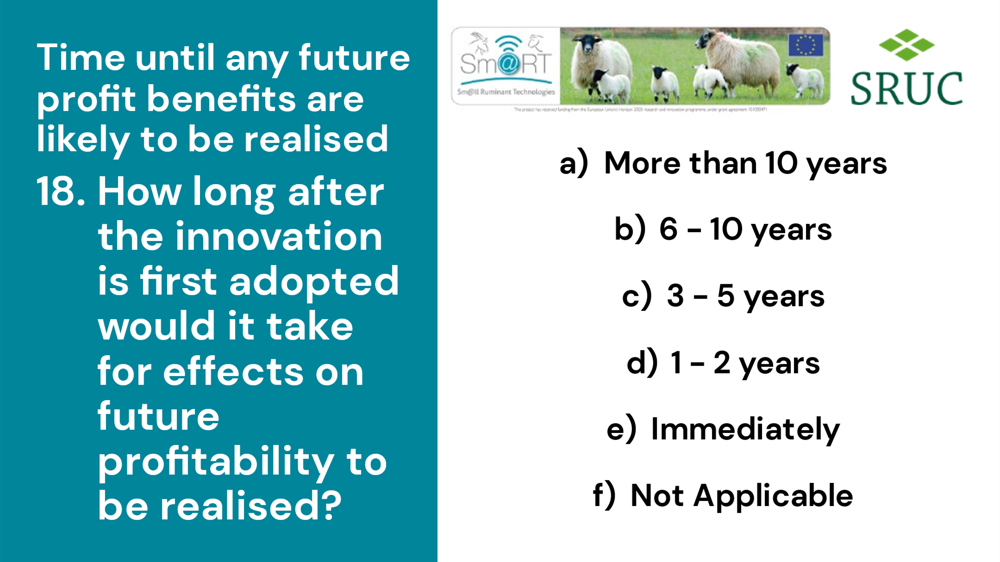 Time until any future
profit benefits are
likely to be realised
18. How long after
the innovation
is first adopted
would it take
for effects on
future
profitability to
be realised?
Sm@RT
Sm@ll Ruminant Technologies
This project has received funding from the European Union's Horizon 2020 research and innovation programme, under grant agreement
SRUC
a) More than 10 years
b) 6 – 10 years
c) 3 – 5 years
d) 1 – 2 years
e) Immediately
f) Not Applicable